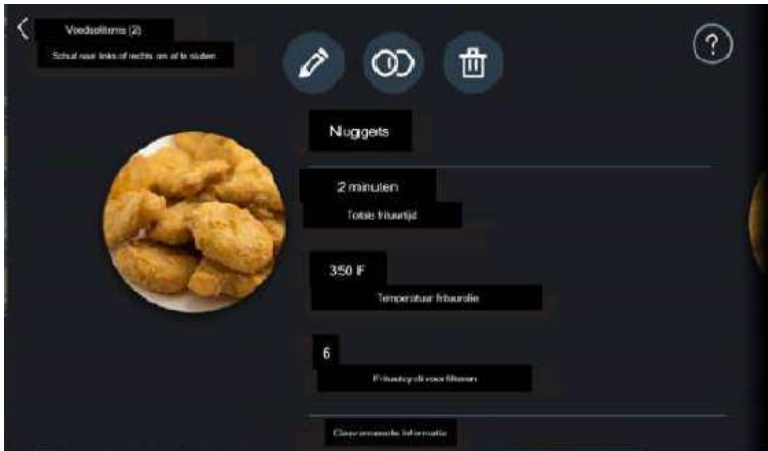 Voedselitems (2)
Schuif naar links of rechts om af te sluiten
?
Nuggets
2 minuten
Totale frituurtijd
350 F
Temperatuur frituurolie
6
Frituurcycli voor filteren
Geavanceerde informatie